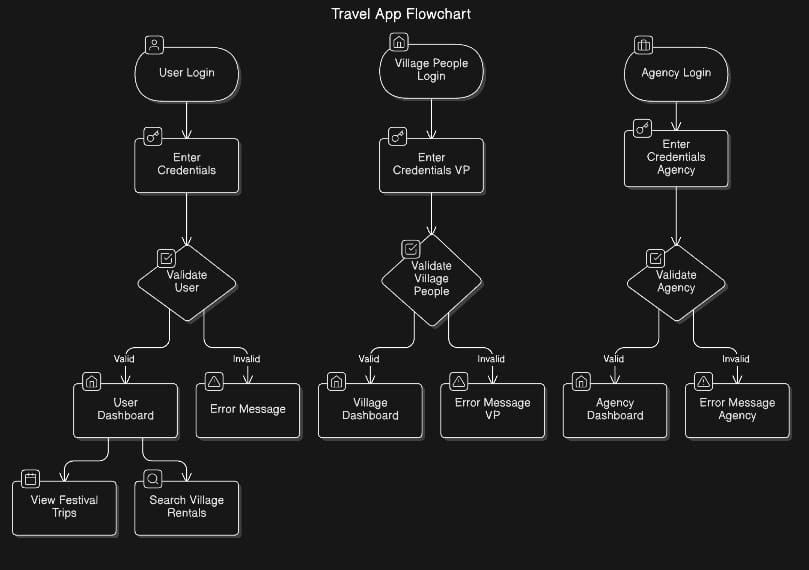 Travel App Flowchart
User Login
Village People
Login
Agency Login
Enter
Credentials
Enter
Credentials VP
Enter
Credentials
Agency
Validate
User
Validate
Village
People
Validate
Agency
Valid
Invalid
Valid
Invalid
Valid
Invalid
User
Dashboard
Error Message
Village
Dashboard
Error Message
VP
Agency
Dashboard
Error Message
Agency
View Festival
Trips
Search Village
Rentals